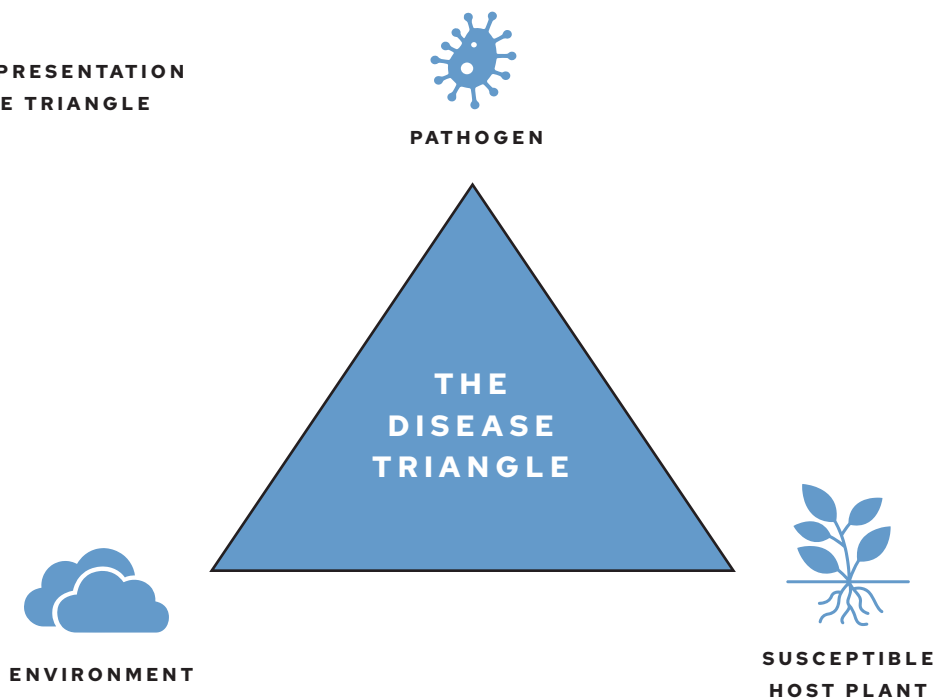 PRESENTATION
E TRIANGLE
PATHOGEN
THE
DISEASE
TRIANGLE
ENVIRONMENT
SUSCEPTIBLE
HOST PLANT